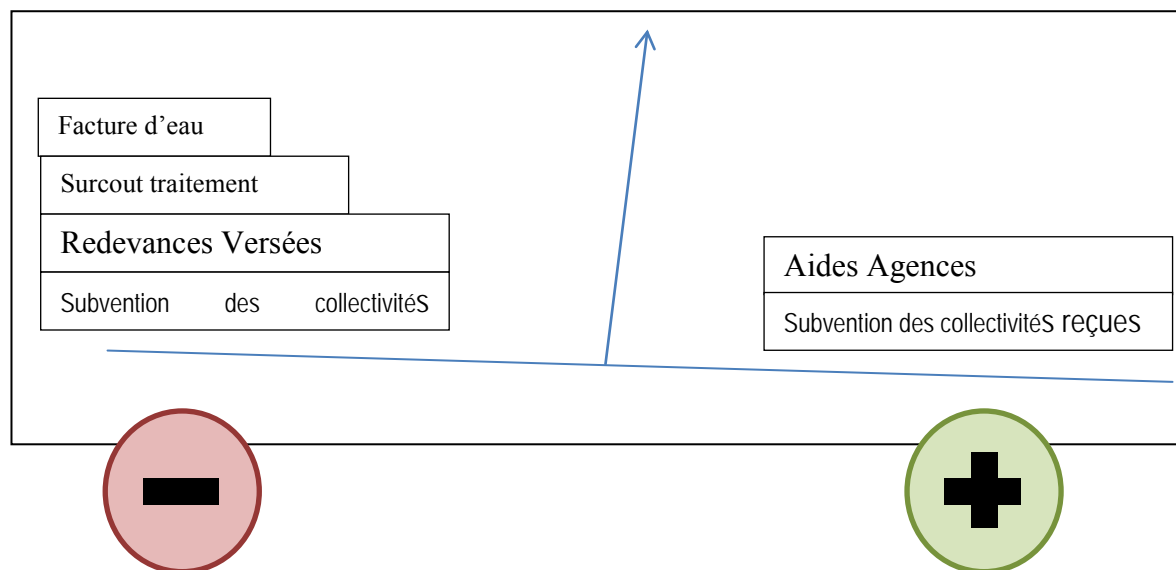 Facture d'eau
Surcout traitement
Redevances Versées
Subvention des collectivités
Aides Agences
Subvention des collectivités reçues